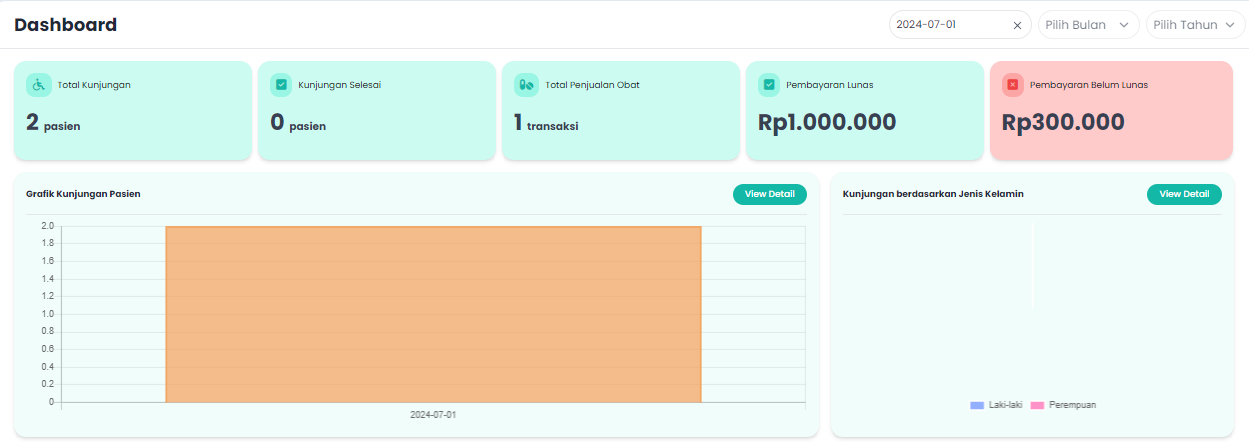 Dashboard
2024-07-01
Pilih Bulan
Pilih Tahun
Total Kunjungan
2 pasien
Kunjungan Selesai
0 pasien
Total Penjualan Obat
1 transaksi
Pembayaran Lunas
Rp1.000.000
Pembayaran Belum Lunas
Rp300.000
Grafik Kunjungan Pasien
View Detail
2.0
1.8
1.6
1.4
1.2
1.0
0.8
0.6
0.4
0.2
0
2024-07-01
Kunjungan berdasarkan Jenis Kelamin
View Detail
Laki-laki
Perempuan